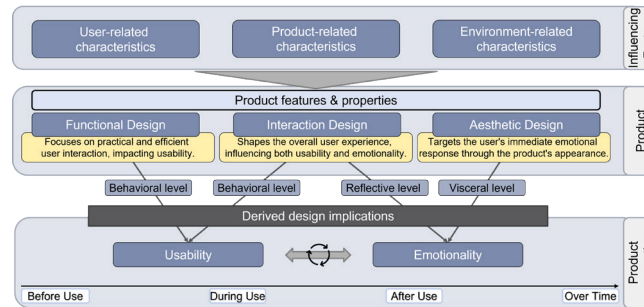 User-related
characteristics
Product-related
characteristics
Environment-related
characteristics
Influencing
Product features & properties
Functional Design
Focuses on practical and efficient
user interaction, impacting usability.
Interaction Design
Shapes the overall user experience,
influencing both usability and emotionality.
Aesthetic Design
Targets the user's immediate emotional
response through the product's appearance.
Product
Behavioral level
Behavioral level
Reflective level
Visceral level
Derived design implications
Usability
Emotionality
Product
Before Use
During Use
After Use
Over Time